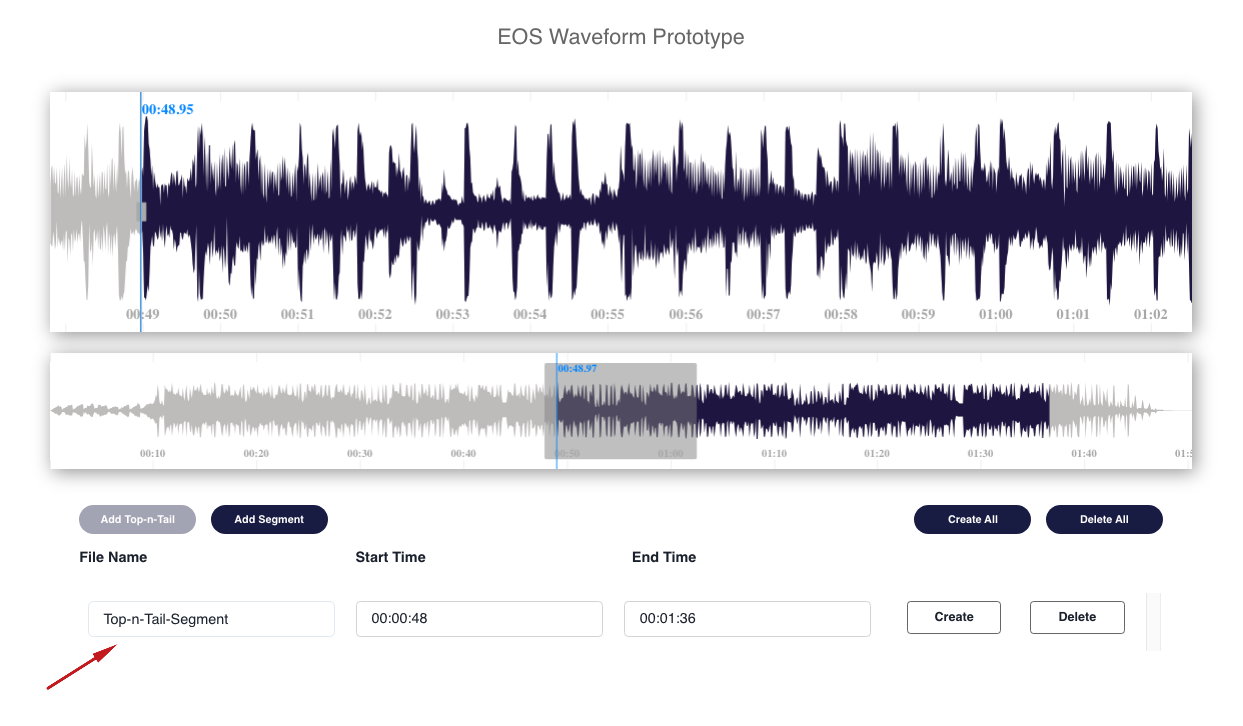 EOS Waveform Prototype
00:48.95
00:49 00:50 00:51 00:52 00:53 00:54 00:55 00:56 00:57 00:58 00:59 01:00 01:01 01:02
00:48.97
00:10 00:20 00:30 00:40 00:50 01:00 01:10 01:20 01:30 01:40
Add Top-n-Tail Add Segment Create All Delete All
File Name Start Time End Time
Top-n-Tail-Segment 00:00:48 00:01:36 Create Delete